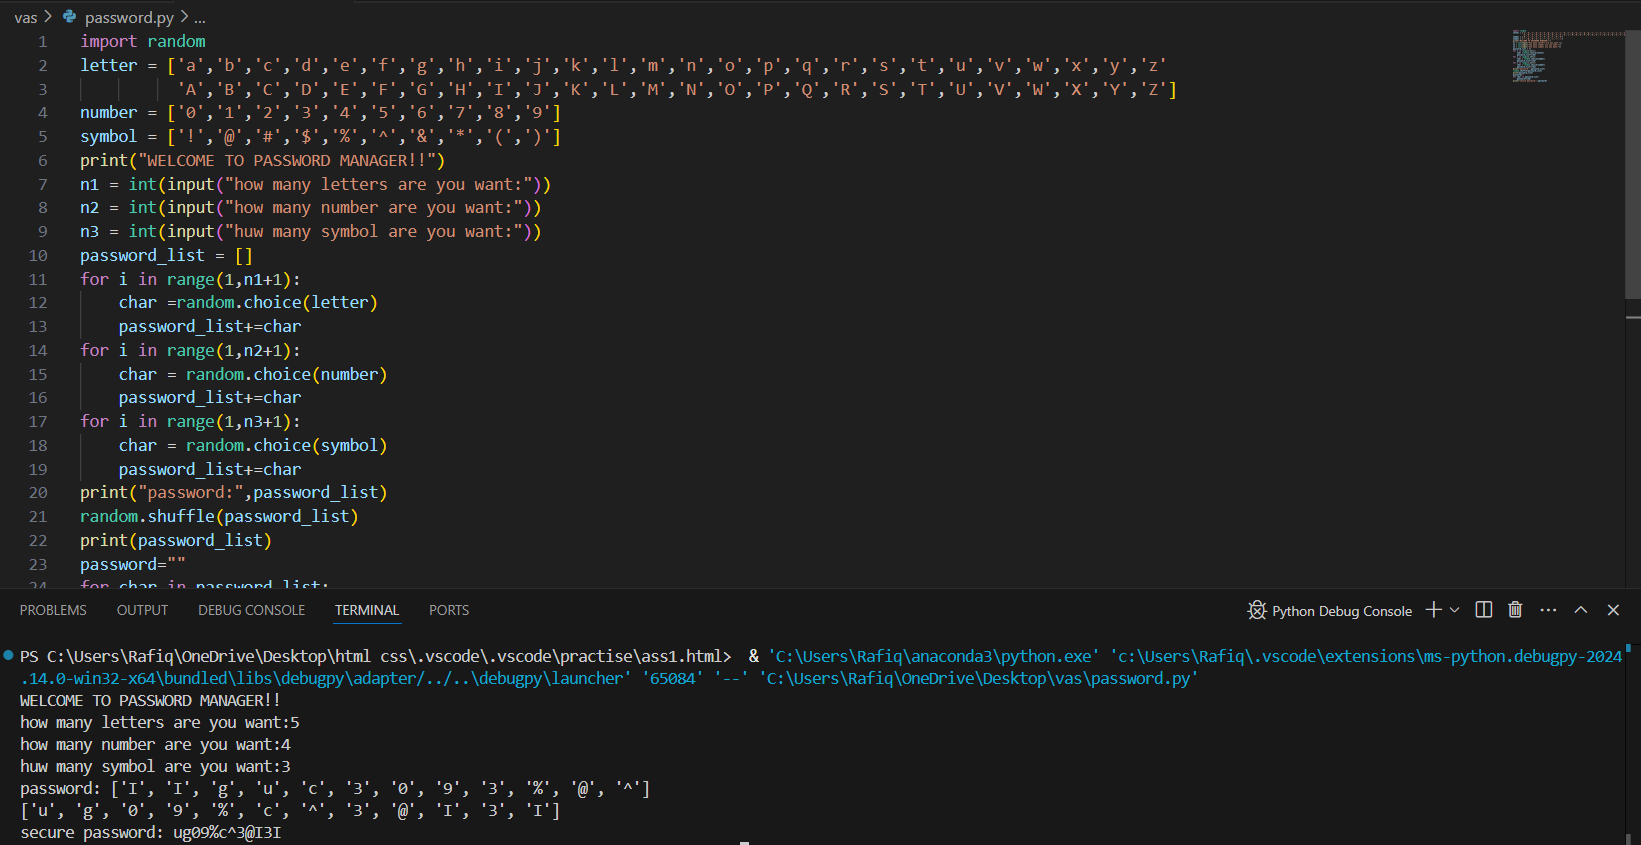 vas > password.py > ...
1 import random
2 letter = ['a','b','c','d','e','f','g','h','i','j','k','l','m','n','o','p','q','r','s','t','u','v','w','x','y','z'
3 'A','B','C','D','E','F','G','H','I','J','K','L','M','N','O','P','Q','R','S','T','U','V','W','X','Y','Z']
4 number = ['0','1','2','3','4','5','6','7','8','9']
5 symbol = ['!','@','#','$','%','^','&','*','(',')']
6 print("WELCOME TO PASSWORD MANAGER!!")
7 n1 = int(input("how many letters are you want:"))
8 n2 = int(input("how many number are you want:"))
9 n3 = int(input("huw many symbol are you want:"))
10 password_list = []
11 for i in range(1,n1+1):
12 char =random.choice(letter)
13 password_list+=char
14 for i in range(1,n2+1):
15 char = random.choice(number)
16 password_list+=char
17 for i in range(1,n3+1):
18 char = random.choice(symbol)
19 password_list+=char
20 print("password:",password_list)
21 random.shuffle(password_list)
22 print(password_list)
23 password=""
24 for char in password_list:
PROBLEMS OUTPUT DEBUG CONSOLE TERMINAL PORTS Python Debug Console
PS C:\Users\Rafiq\OneDrive\Desktop\html css\.vscode\.vscode\practise\ass1.html> & 'C:\Users\Rafiq\anaconda3\python.exe' 'c:\Users\Rafiq\.vscode\extensions\ms-python.debugpy-2024
.14.0-win32-x64\bundled\libs\debugpy\adapter/../..\debugpy\launcher' '65084' '--' 'C:\Users\Rafiq\OneDrive\Desktop\vas\password.py'
WELCOME TO PASSWORD MANAGER!!
how many letters are you want:5
how many number are you want:4
huw many symbol are you want:3
password: ['I', 'I', 'g', 'u', 'c', '3', '0', '9', '3', '%', '@', '^']
['u', 'g', '0', '9', '%', 'c', '^', '3', '@', 'I', '3', 'I']
secure password: ug09%c^3@I3I